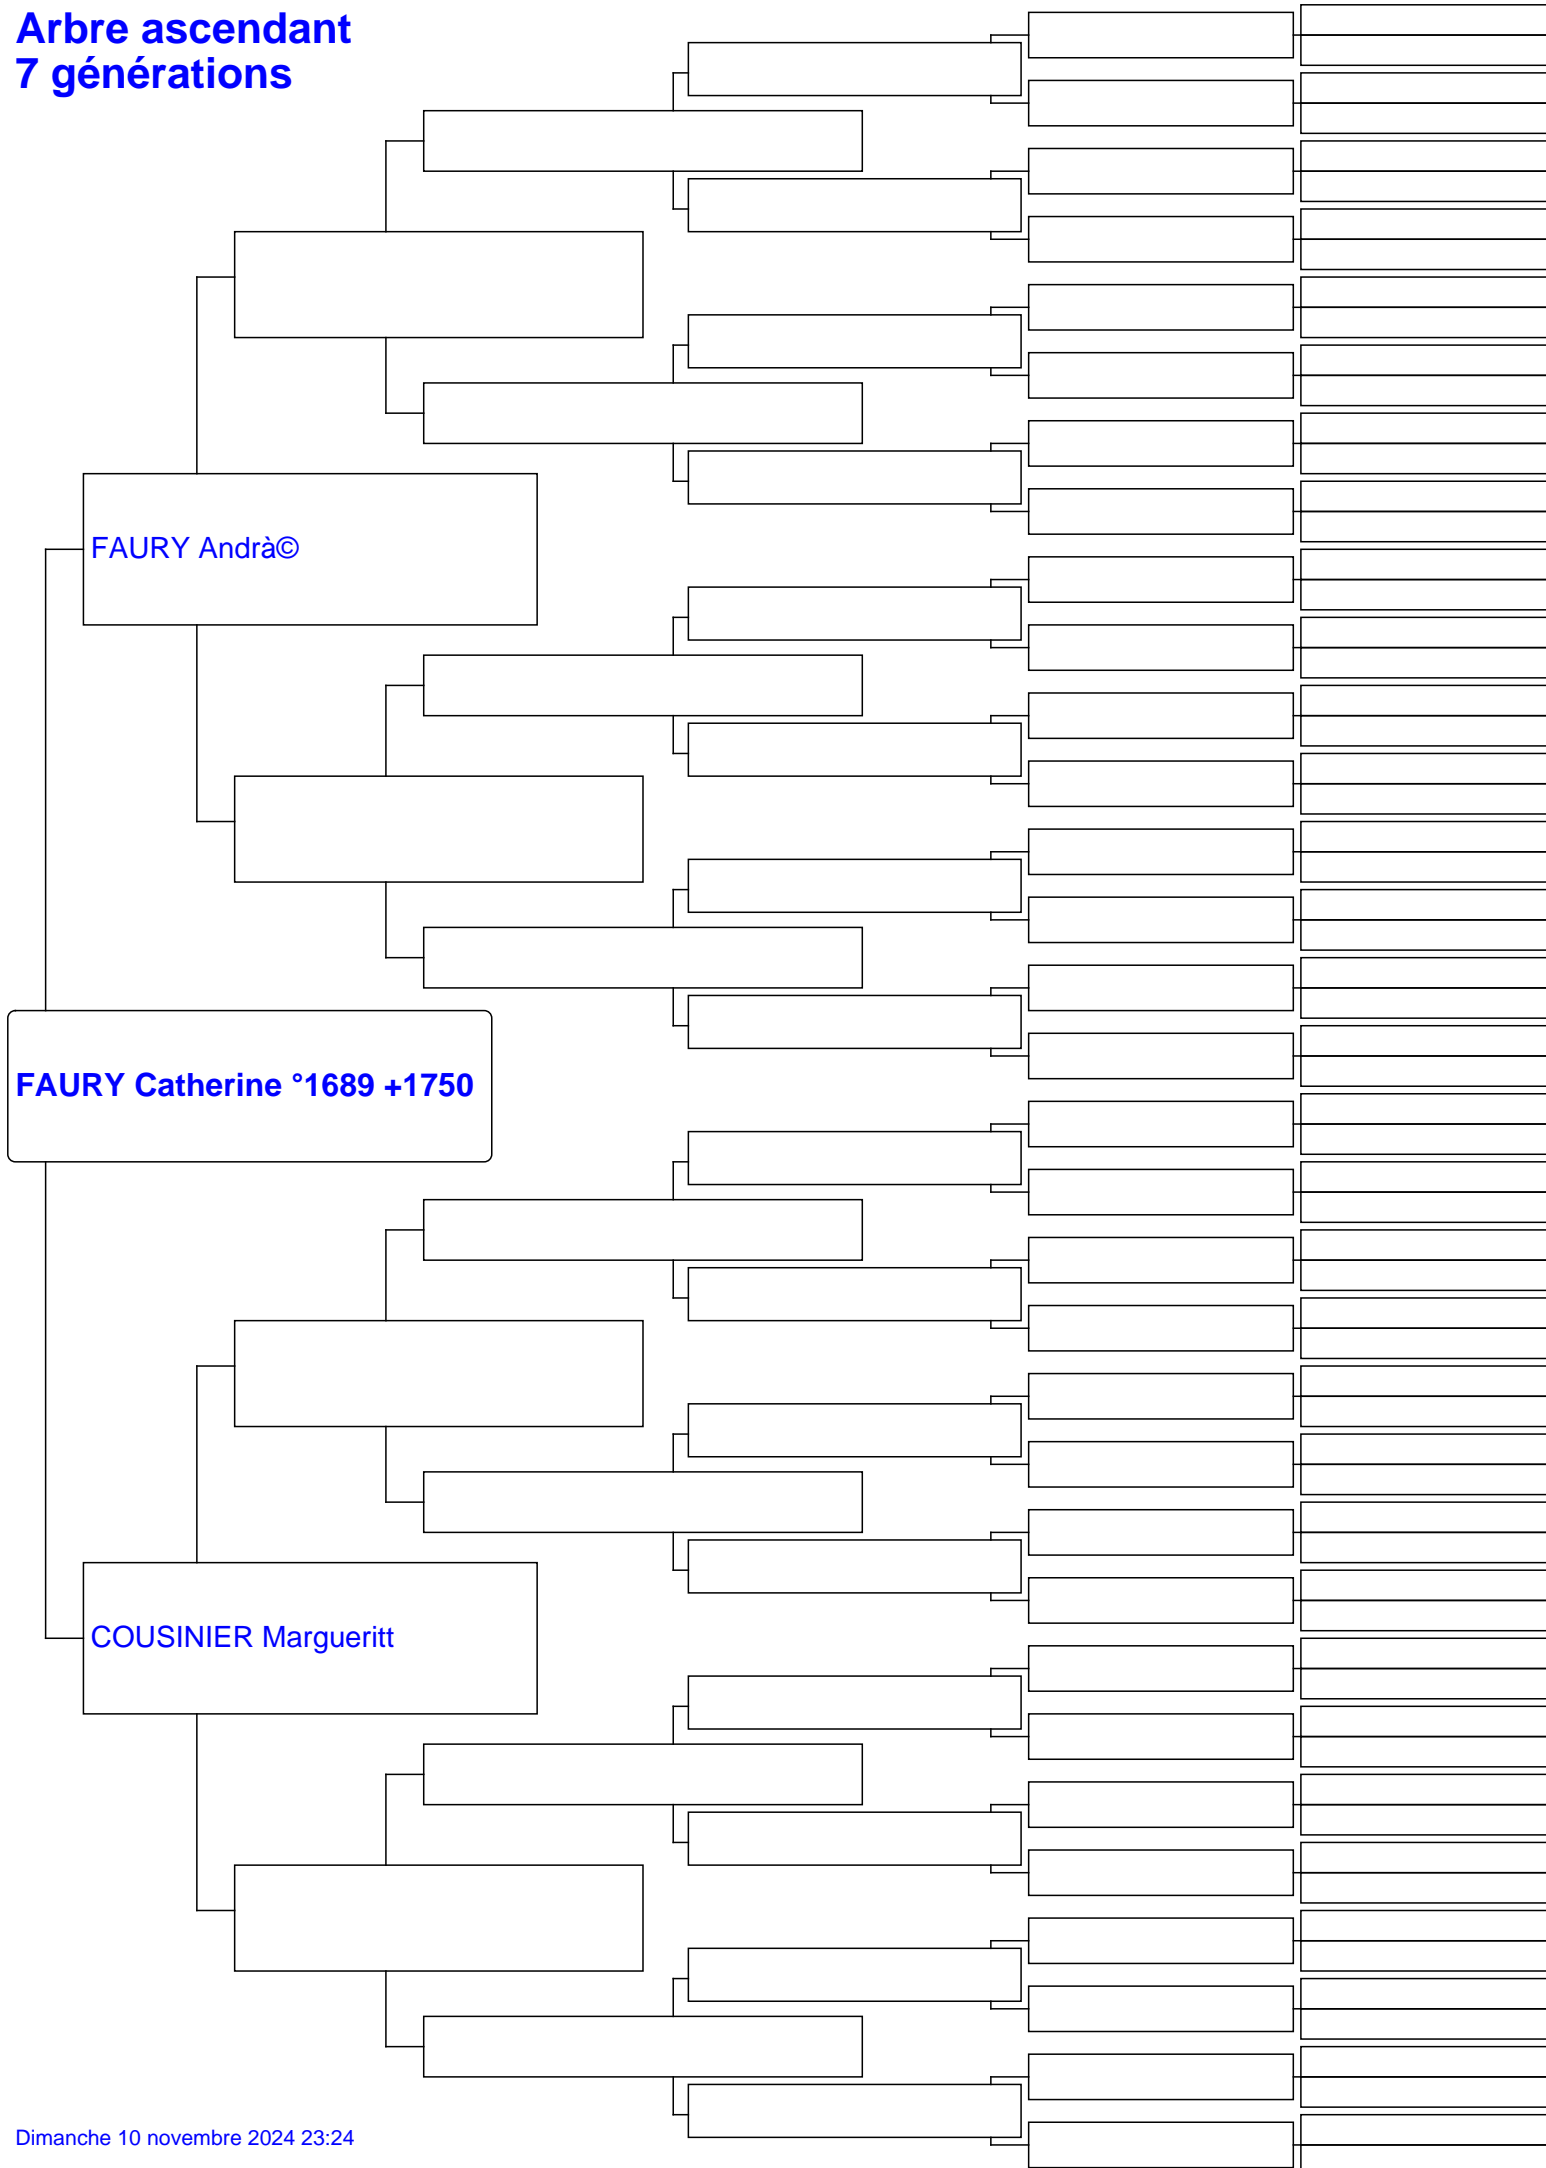 Arbre ascendant
7 générations
FAURY Andrà©
FAURY Catherine °1689 +1750
COUSINIER Margueritt
Dimanche 10 novembre 2024 23:24